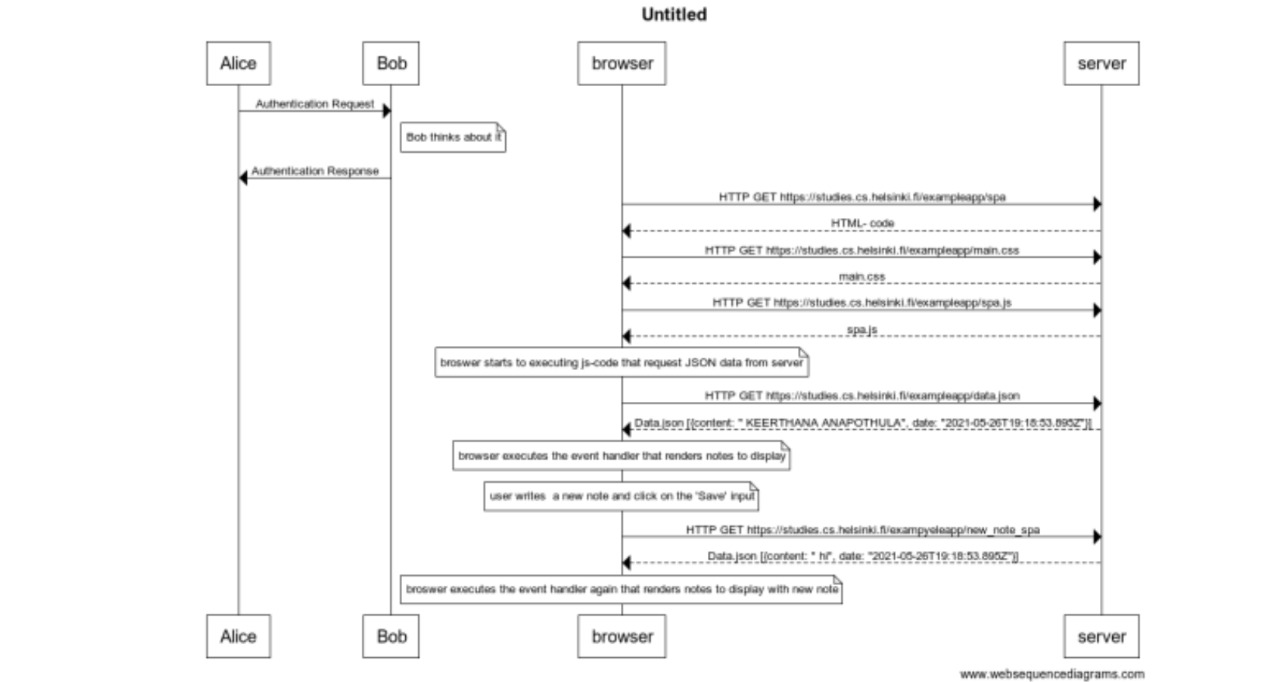 Untitled
Alice Bob browser server
Authentication Request
Bob thinks about it
Authentication Response
HTTP GET https://studies.cs.helsinki.fi/exampleapp/spa
HTML- code
HTTP GET https://studies.cs.helsinki.fi/exampleapp/main.css
main.css
HTTP GET https://studies.cs.helsinki.fi/exampleapp/spa.js
spa.js
broswer starts to executing js-code that request JSON data from server
HTTP GET https://studies.cs.helsinki.fi/exampleapp/data.json
Data.json [{content: " KEERTHANA ANAPOTHULA", date: "2021-05-26T19:18:53.895Z"}]
browser executes the event handler that renders notes to display
user writes  a new note and click on the 'Save' input
HTTP GET https://studies.cs.helsinki.fi/exampyeleapp/new_note_spa
Data.json [{content: " hi", date: "2021-05-26T19:18:53.895Z"}]
broswer executes the event handler again that renders notes to display with new note
Alice Bob browser server
www.websequencediagrams.com